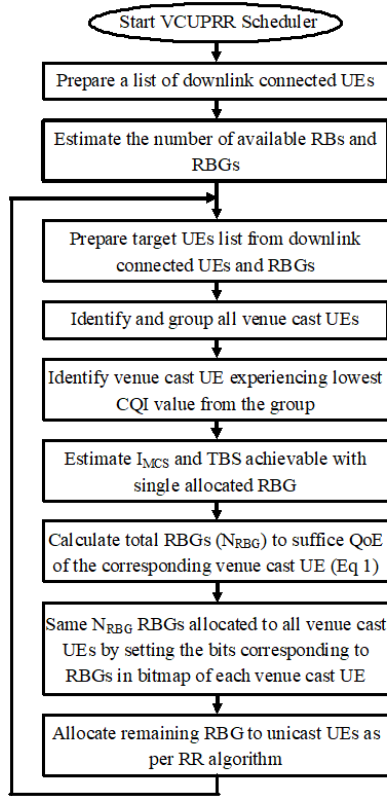 Start VCUPRR Scheduler
Prepare a list of downlink connected UEs
Estimate the number of available RBs and
RBGs
Prepare target UEs list from downlink
connected UEs and RBGs
Identify and group all venue cast UEs
Identify venue cast UE experiencing lowest
CQI value from the group
Estimate I_MCS and TBS achievable with
single allocated RBG
Calculate total RBGs (N_RBG) to suffice QoE
of the corresponding venue cast UE (Eq 1)
Same N_RBG RBGs allocated to all venue cast
UEs by setting the bits corresponding to
RBGs in bitmap of each venue cast UE
Allocate remaining RBG to unicast UEs as
per RR algorithm